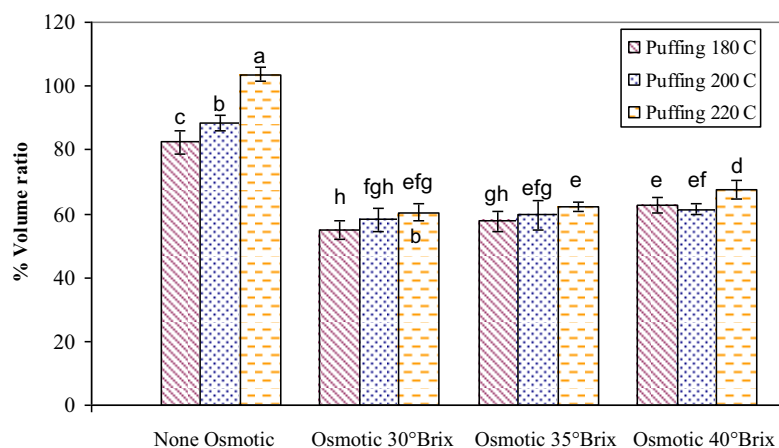 120
100
80
60
40
20
0
% Volume ratio
Puffing 180 C
Puffing 200 C
Puffing 220 C
c b a
h fgh efg
b
gh efg e
e ef d
None Osmotic Osmotic 30°Brix Osmotic 35°Brix Osmotic 40°Brix